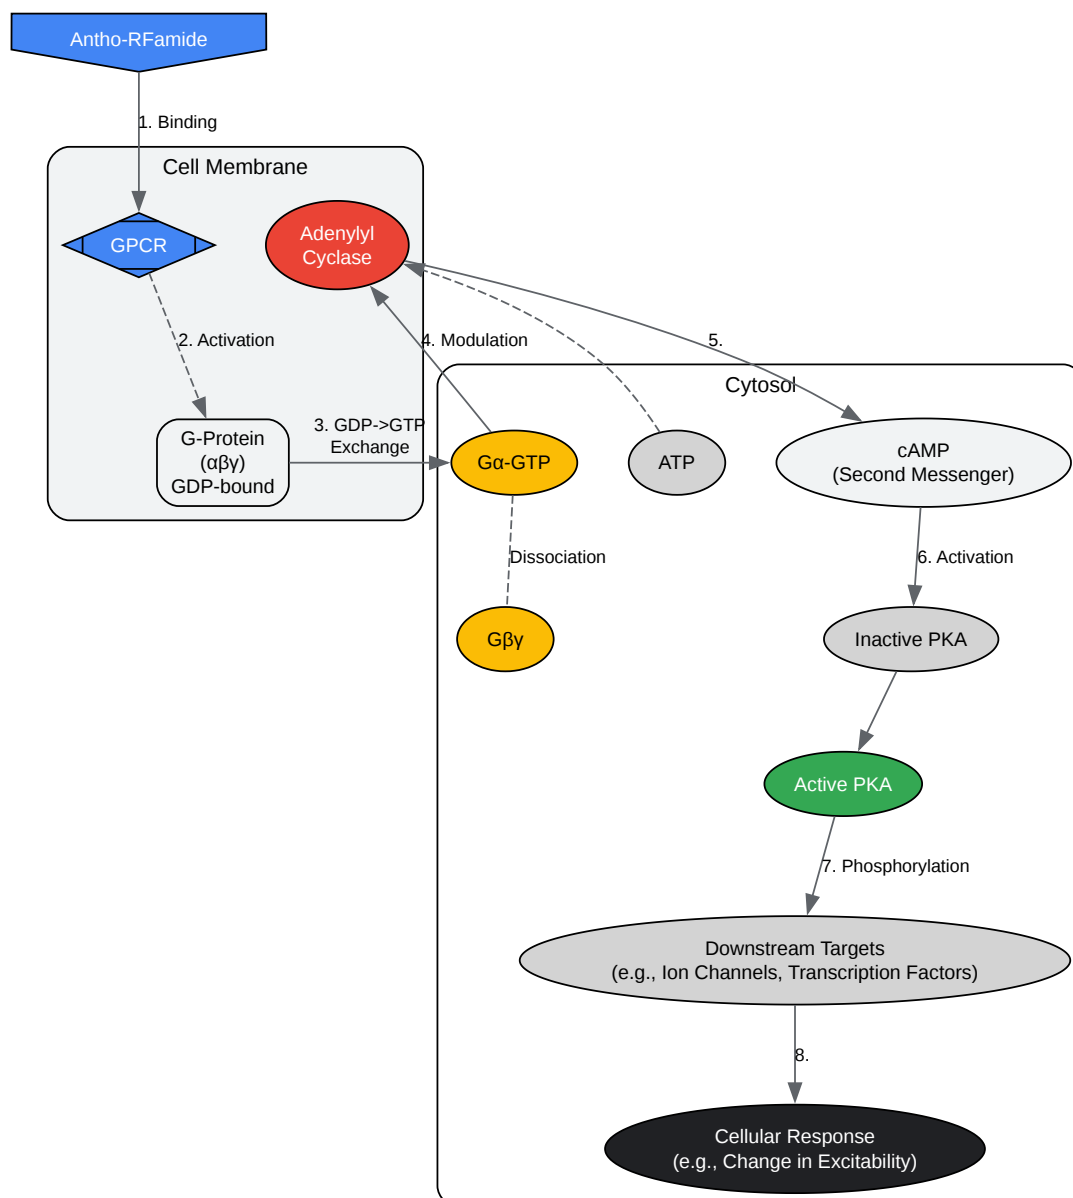 Antho-RFamide
1. Binding
Cell Membrane
GPCR
Adenylyl
Cyclase
2. Activation
4. Modulation
5.
Cytosol
G-Protein
(αβγ)
GDP-bound
3. GDP->GTP
Exchange
Gα-GTP
ATP
cAMP
(Second Messenger)
Dissociation
6. Activation
Gβγ
Inactive PKA
Active PKA
7. Phosphorylation
Downstream Targets
(e.g., Ion Channels, Transcription Factors)
8.
Cellular Response
(e.g., Change in Excitability)